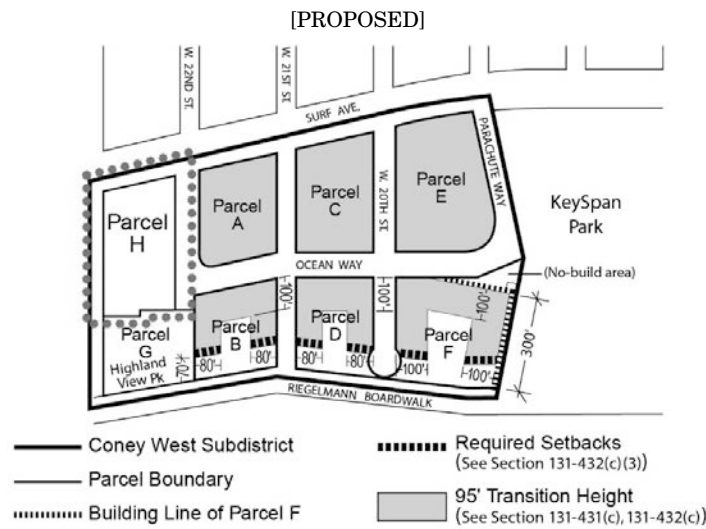 [PROPOSED]
W. 22ND ST.
W. 21ST ST.
SURF AVE.
PARACHUTE WAY
Parcel
H
Parcel
A
Parcel
C
W. 20TH ST.
Parcel
E
KeySpan
Park
OCEAN WAY
(No-build area)
100'
100'
100'
300'
Parcel
G
Highland
View Pk
70'
Parcel
B
80'
80'
Parcel
D
80'
80'
Parcel
F
100'
100'
RIEGELMANN BOARDWALK
Coney West Subdistrict
Parcel Boundary
Building Line of Parcel F
Required Setbacks
(See Section 131-432(c)(3))
95' Transition Height
(See Section 131-431(c), 131-432(c))